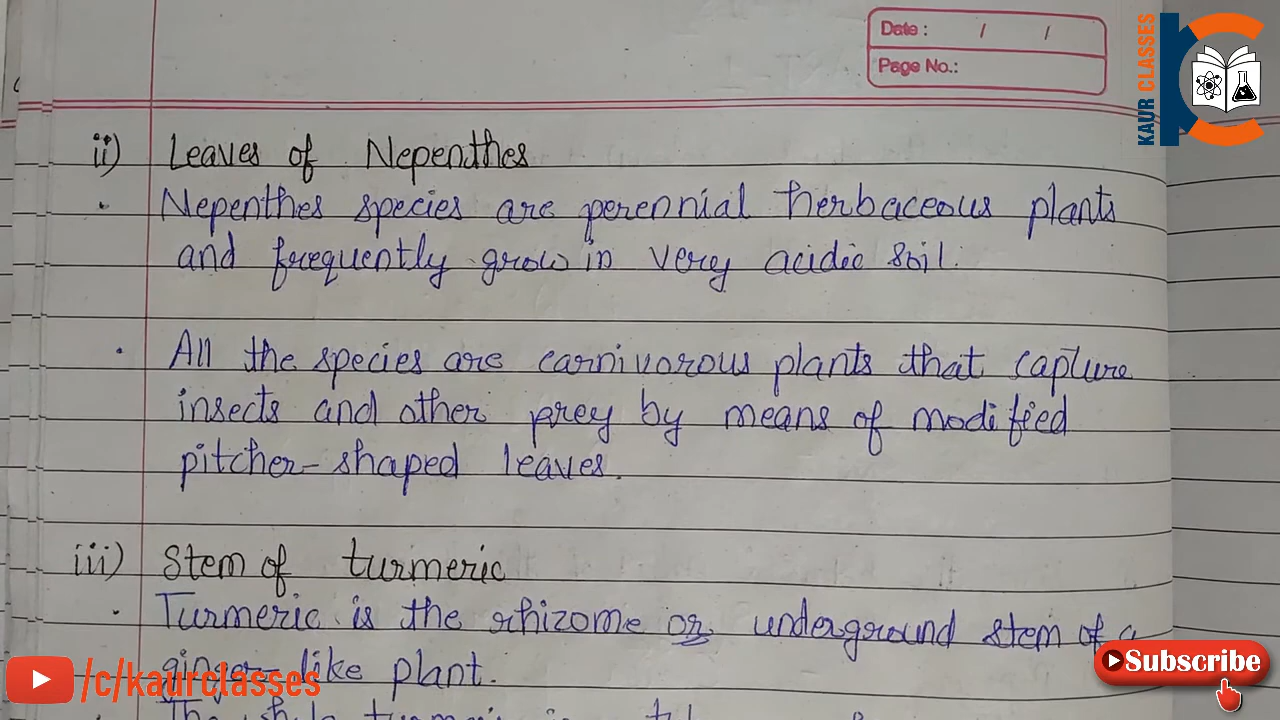 Date : / /
Page No.:
KAUR CLASSES
ii) Leaves of Nepenthes
· Nepenthes species are perennial herbaceous plants
and frequently grow in very acidic soil.
· All the species are carnivorous plants that capture
insects and other prey by means of modified
pitcher-shaped leaves.
iii) Stem of turmeric
· Turmeric is the rhizome or underground stem of a
ginger-like plant.
/c/kaurclasses
Subscribe